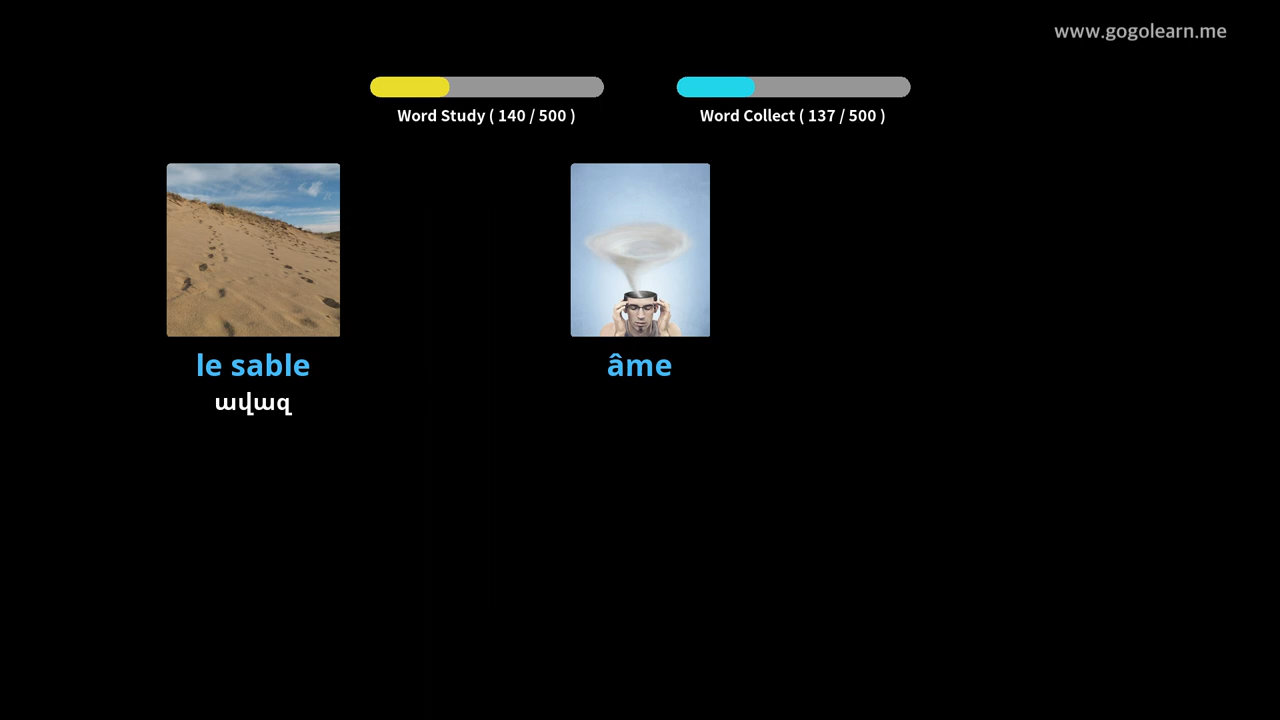 www.gogolearn.me
Word Study ( 140 / 500 )
Word Collect ( 137 / 500 )
le sable
ավազ
âme